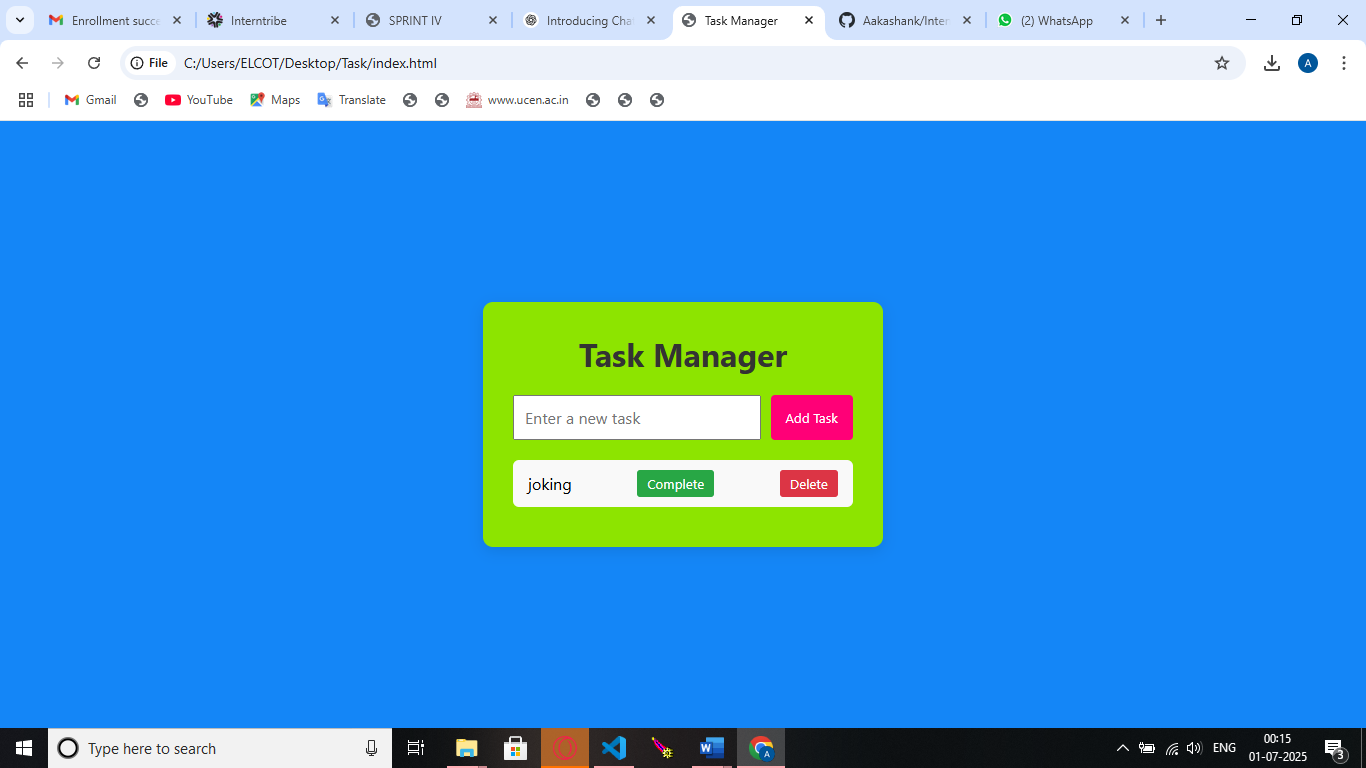 Enrollment succe
Interntribe
SPRINT IV
Introducing Cha
Task Manager
Aakashank/Inter
(2) WhatsApp
File
C:/Users/ELCOT/Desktop/Task/index.html
A
Gmail
YouTube
Maps
Translate
www.ucen.ac.in
Task Manager
Enter a new task
Add Task
joking
Complete
Delete
Type here to search
ENG
00:15
01-07-2025
3